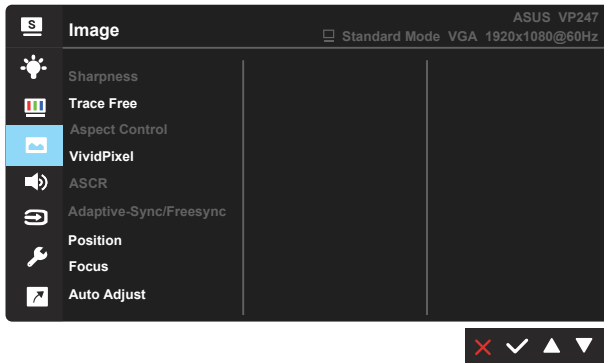 S
Image
ASUS VP247
Standard Mode VGA 1920x1080@60Hz
Sharpness
Trace Free
Aspect Control
VividPixel
ASCR
Adaptive-Sync/Freesync
Position
Focus
Auto Adjust